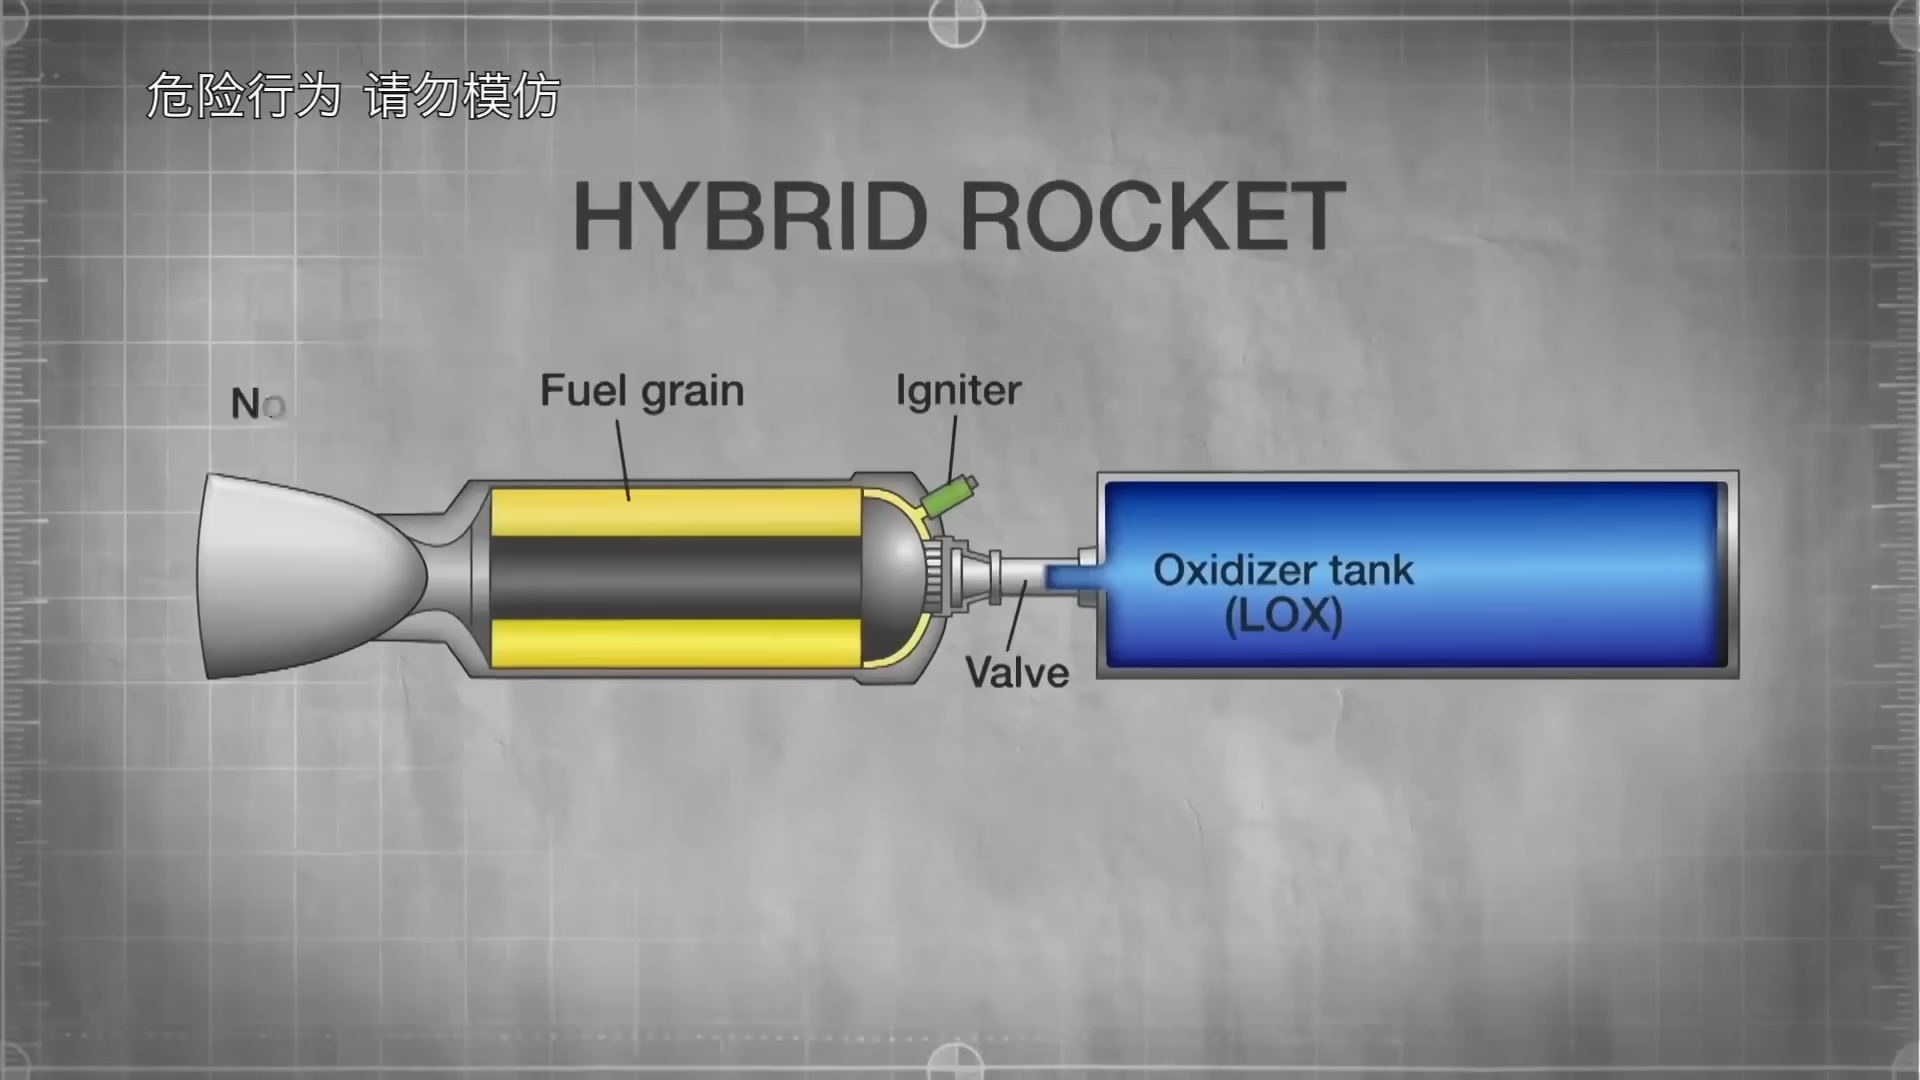 危险行为 请勿模仿
HYBRID ROCKET
No
Fuel grain
Igniter
Oxidizer tank
(LOX)
Valve